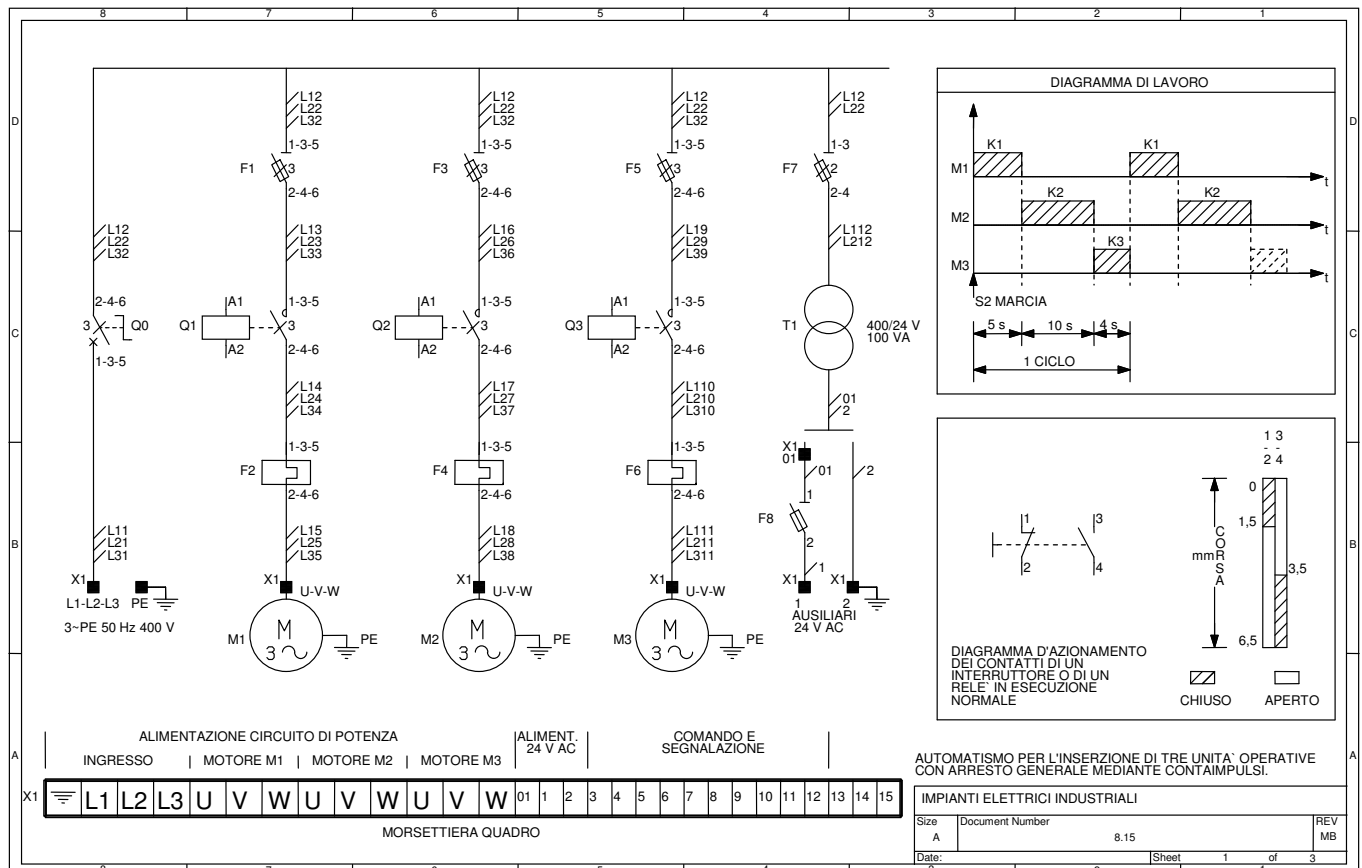 8 7 6 5 4 3 2 1
D D
C C
B B
A A
L12
L22
L32
2-4-6
3
Q0
1-3-5
L11
L21
L31
X1
L1-L2-L3 PE
3~PE 50 Hz 400 V
L12
L22
L32
1-3-5
F1
3
2-4-6
L13
L23
L33
A1
1-3-5
Q1
3
A2
2-4-6
L14
L24
L34
1-3-5
F2
2-4-6
L15
L25
L35
X1
U-V-W
M1
M
3
PE
L12
L22
L32
1-3-5
F3
3
2-4-6
L16
L26
L36
A1
1-3-5
Q2
3
A2
2-4-6
L17
L27
L37
1-3-5
F4
2-4-6
L18
L28
L38
X1
U-V-W
M2
M
3
PE
L12
L22
L32
1-3-5
F5
3
2-4-6
L19
L29
L39
A1
1-3-5
Q3
3
A2
2-4-6
L110
L210
L310
1-3-5
F6
2-4-6
L111
L211
L311
X1
U-V-W
M3
M
3
PE
L12
L22
1-3
F7
2
2-4
L112
L212
T1
400/24 V
100 VA
01
2
X1
01
01
2
1
F8
2
1
X1 X1
1 2
AUSILIARI
24 V AC
DIAGRAMMA DI LAVORO
K1 K1
M1
t
K2 K2
M2
t
K3
M3
t
S2 MARCIA
5 s 10 s 4 s
1 CICLO
1 3
- -
2 4
0
1,5
CORSA
mm
3,5
6,5
1 3
2 4
DIAGRAMMA D'AZIONAMENTO
DEI CONTATTI DI UN
INTERRUTTORE O DI UN
RELE` IN ESECUZIONE
NORMALE
CHIUSO APERTO
ALIMENTAZIONE CIRCUITO DI POTENZA
ALIMENT.
24 V AC
COMANDO E
SEGNALAZIONE
INGRESSO MOTORE M1 MOTORE M2 MOTORE M3
X1 L1 L2 L3 U V W U V W U V W 01 1 2 3 4 5 6 7 8 9 10 11 12 13 14 15
MORSETTIERA QUADRO
AUTOMATISMO PER L'INSERZIONE DI TRE UNITA` OPERATIVE
CON ARRESTO GENERALE MEDIANTE CONTAIMPULSI.
IMPIANTI ELETTRICI INDUSTRIALI
Size Document Number REV
A 8.15 MB
Date: Sheet 1 of 3